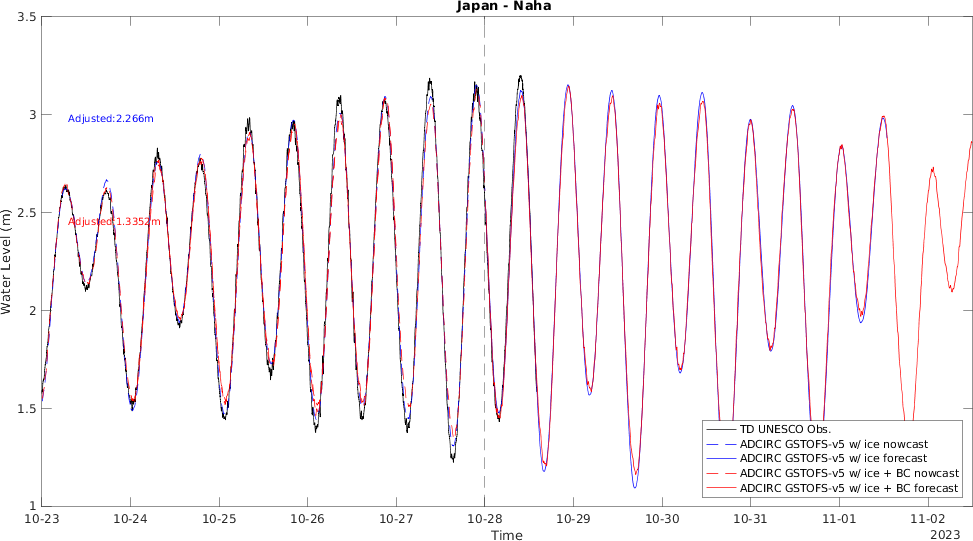 Japan - Naha
3.5
3
2.5
2
1.5
1
Water Level (m)
Adjusted:2.266m
Adjusted:1.3352m
TD UNESCO Obs.
ADCIRC GSTOFS-v5 w/ ice nowcast
ADCIRC GSTOFS-v5 w/ ice forecast
ADCIRC GSTOFS-v5 w/ ice + BC nowcast
ADCIRC GSTOFS-v5 w/ ice + BC forecast
10-23 10-24 10-25 10-26 10-27 10-28 10-29 10-30 10-31 11-01 11-02
Time
2023